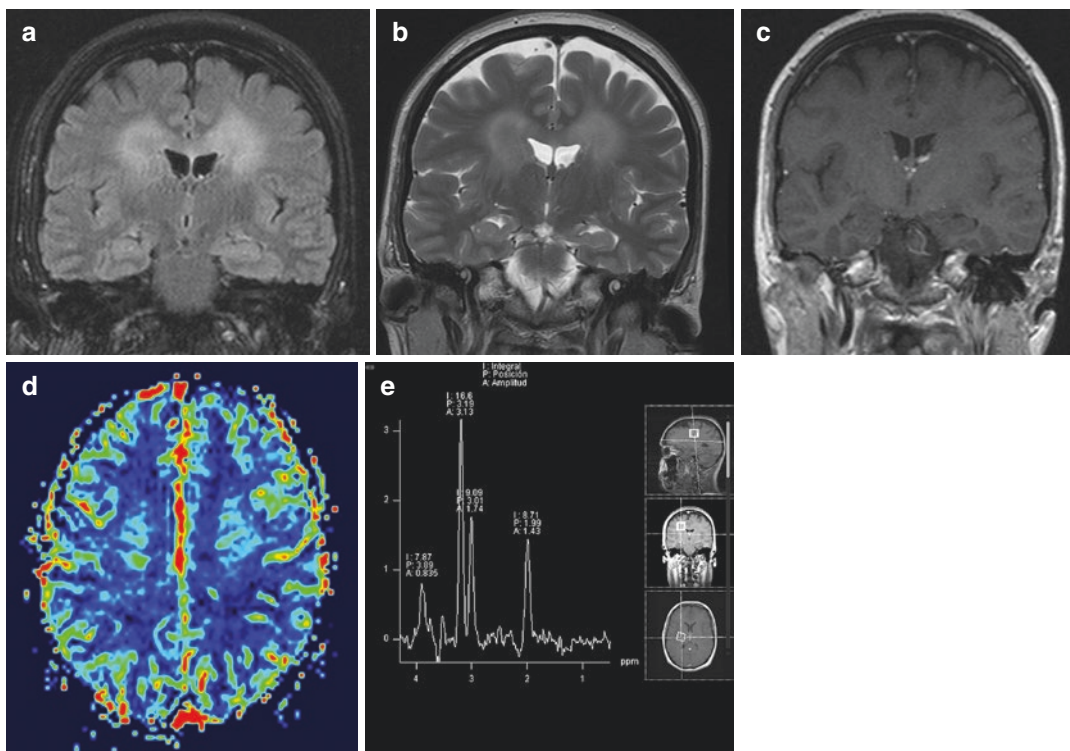 a
b
c
d
e
I : Integral
P: Posición
A: Amplitud
I : 16.6
P: 3.19
A: 3.13
I : 9.09
P: 3.01
A: 1.74
I : 8.71
P: 1.99
A: 1.43
I : 7.87
P: 3.89
A: 0.835
3
2
1
0
4
3
2
1
ppm